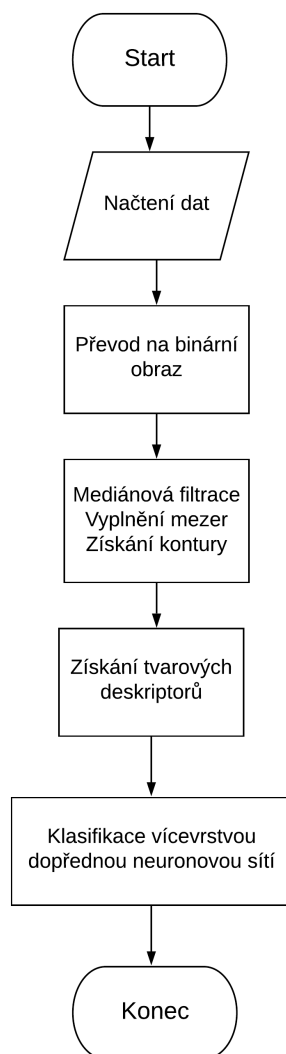 Start
Načtení dat
Převod na binární
obraz
Mediánová filtrace
Vyplnění mezer
Získání kontury
Získání tvarových
deskriptorů
Klasifikace vícevrstvou
dopřednou neuronovou sítí
Konec